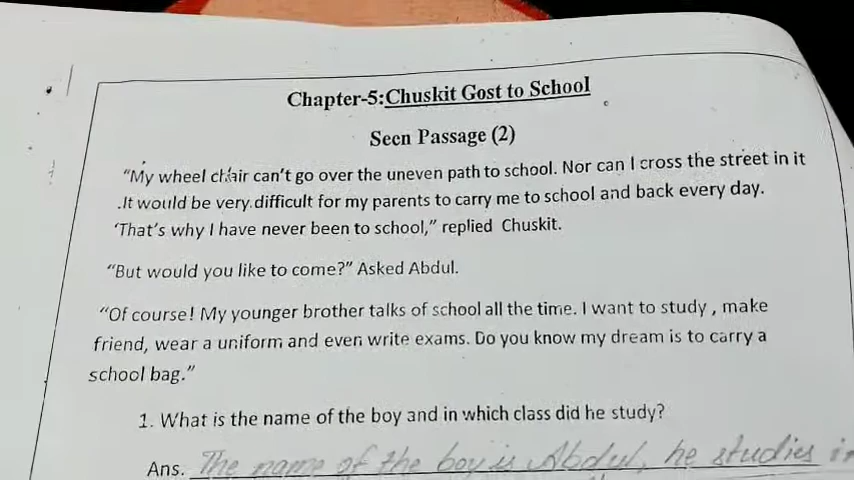 Chapter-5:Chuskit Gost to School
Seen Passage (2)
“My wheel chair can’t go over the uneven path to school. Nor can I cross the street in it
.It would be very difficult for my parents to carry me to school and back every day.
‘That’s why I have never been to school,” replied Chuskit.
“But would you like to come?” Asked Abdul.
“Of course! My younger brother talks of school all the time. I want to study , make
friend, wear a uniform and even write exams. Do you know my dream is to carry a
school bag.”
1. What is the name of the boy and in which class did he study?
Ans. The name of the boy is Abdul, he studies in